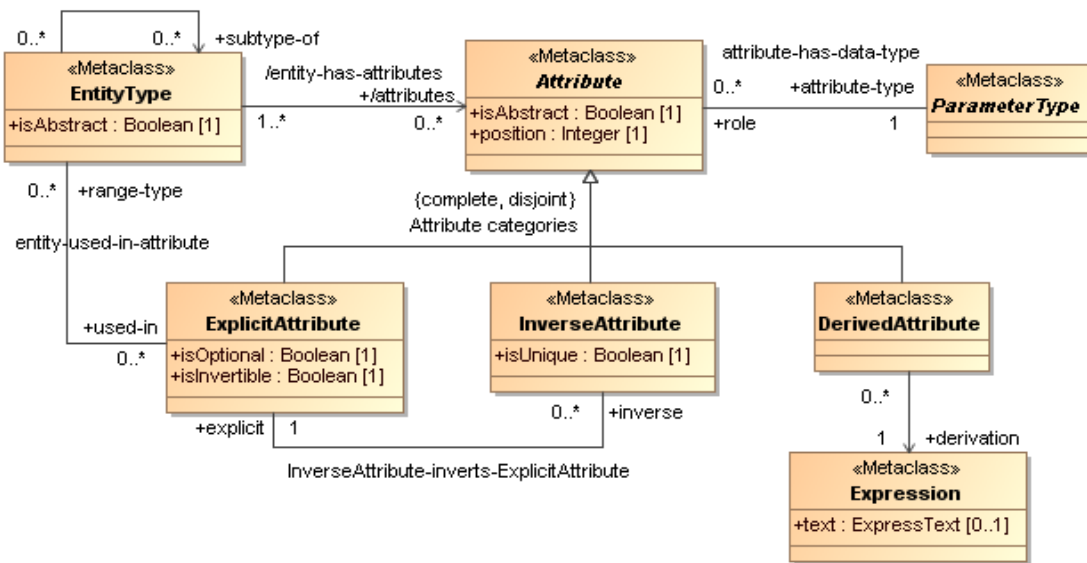 0..*
0..*
+subtype-of
«Metaclass»
EntityType
+isAbstract : Boolean [1]
/entity-has-attributes
+/attributes
1..*
0..*
«Metaclass»
Attribute
+isAbstract : Boolean [1]
+position : Integer [1]
attribute-has-data-type
0..*
+attribute-type
+role
1
«Metaclass»
ParameterType
0..*
+range-type
entity-used-in-attribute
+used-in
0..*
{complete, disjoint}
Attribute categories
«Metaclass»
ExplicitAttribute
+isOptional : Boolean [1]
+isInvertible : Boolean [1]
«Metaclass»
InverseAttribute
+isUnique : Boolean [1]
«Metaclass»
DerivedAttribute
+explicit
1
0..*
+inverse
InverseAttribute-inverts-ExplicitAttribute
0..*
1
+derivation
«Metaclass»
Expression
+text : ExpressText [0..1]